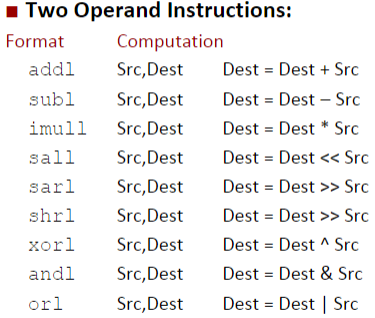 ■ Two Operand Instructions:
Format Computation
addl Src,Dest Dest = Dest + Src
subl Src,Dest Dest = Dest − Src
imull Src,Dest Dest = Dest * Src
sall Src,Dest Dest = Dest << Src
sarl Src,Dest Dest = Dest >> Src
shrl Src,Dest Dest = Dest >> Src
xorl Src,Dest Dest = Dest ^ Src
andl Src,Dest Dest = Dest & Src
orl Src,Dest Dest = Dest | Src